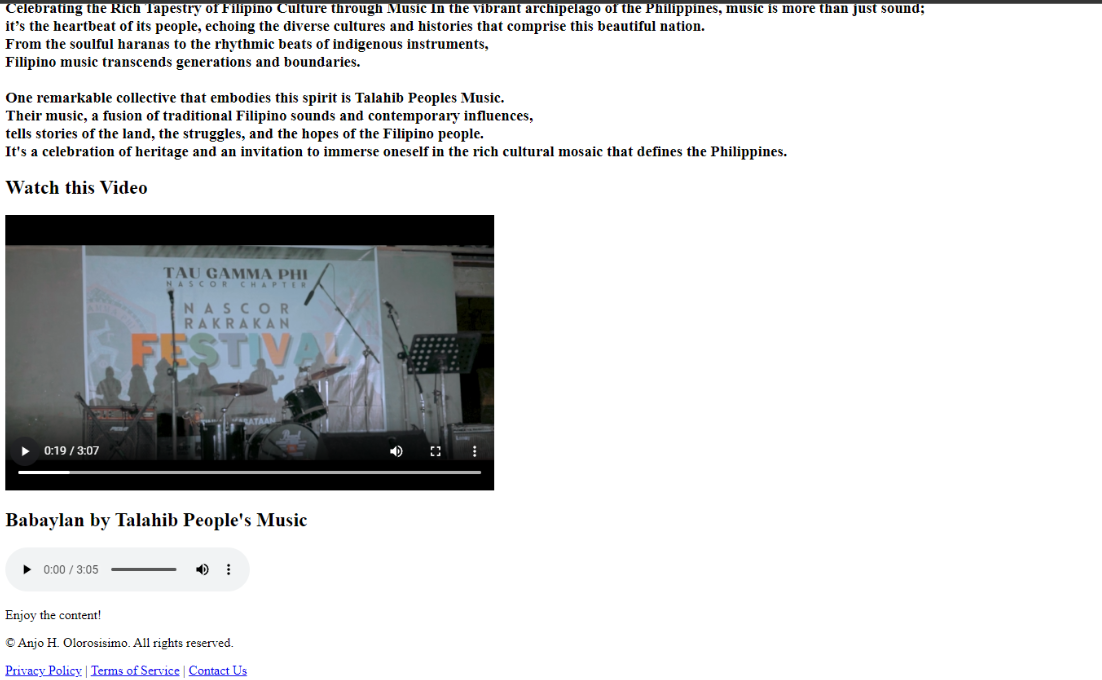 Celebrating the Rich Tapestry of Filipino Culture through Music In the vibrant archipelago of the Philippines, music is more than just sound;
it's the heartbeat of its people, echoing the diverse cultures and histories that comprise this beautiful nation.
From the soulful haranas to the rhythmic beats of indigenous instruments,
Filipino music transcends generations and boundaries.
One remarkable collective that embodies this spirit is Talahib Peoples Music.
Their music, a fusion of traditional Filipino sounds and contemporary influences,
tells stories of the land, the struggles, and the hopes of the Filipino people.
It's a celebration of heritage and an invitation to immerse oneself in the rich cultural mosaic that defines the Philippines.
Watch this Video
TAU GAMMA PHI
NASCOR CHAPTER
NASCOR
RAKRAKAN
FESTIVAL
0:19 / 3:07
Babaylan by Talahib People's Music
0:00 / 3:05
Enjoy the content!
© Anjo H. Olorosisimo. All rights reserved.
Privacy Policy | Terms of Service | Contact Us